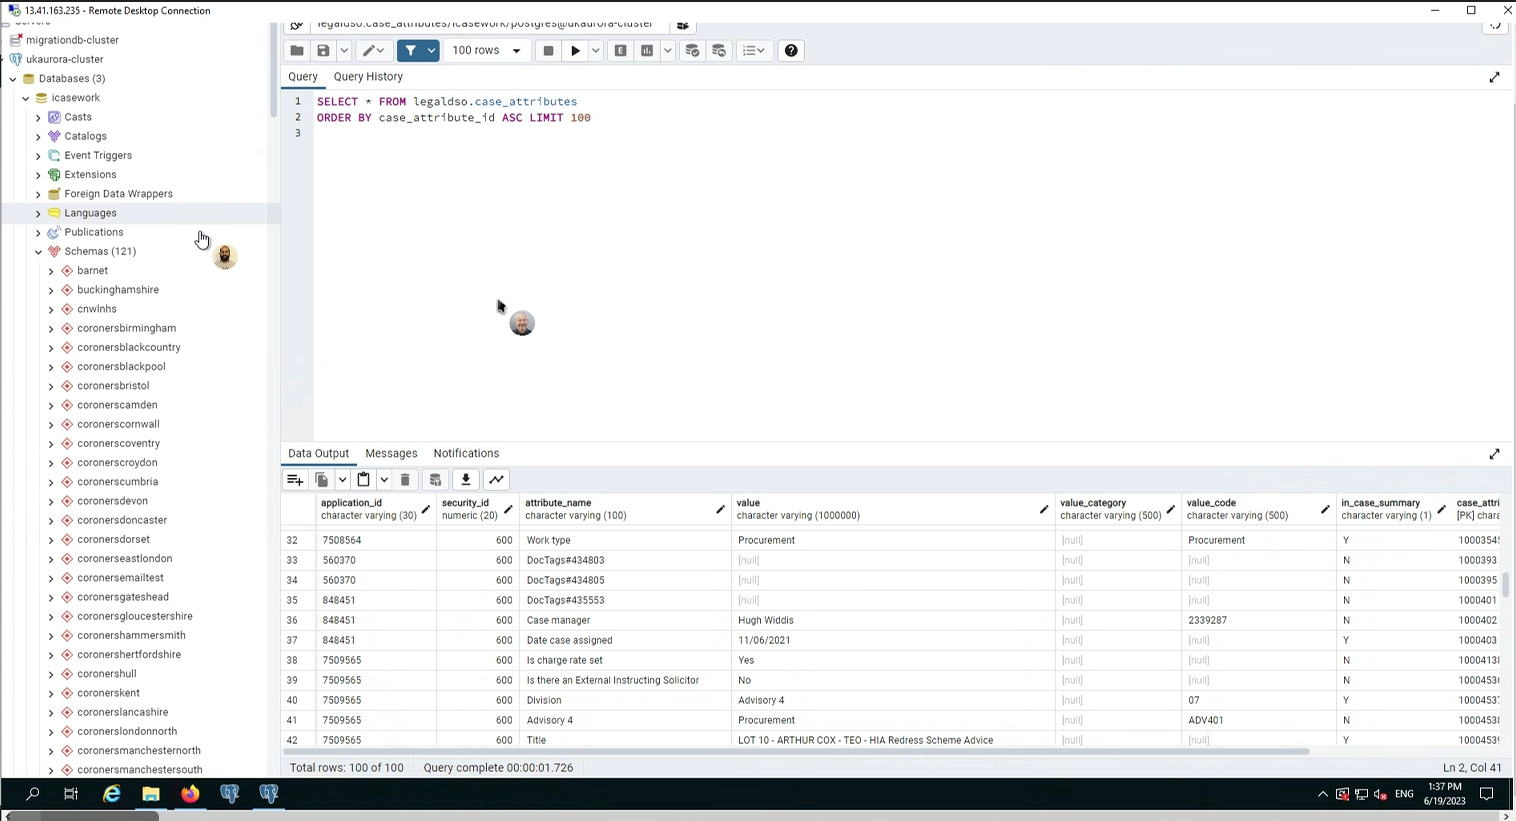 13.41.163.235 - Remote Desktop Connection
Servers
migrationdb-cluster
ukaurora-cluster
Databases (3)
icasework
Casts
Catalogs
Event Triggers
Extensions
Foreign Data Wrappers
Languages
Publications
Schemas (121)
barnet
buckinghamshire
cnwlnhs
coronersbirmingham
coronersblackcountry
coronersblackpool
coronersbristol
coronerscamden
coronerscornwall
coronerscoventry
coronerscroydon
coronerscumbria
coronersdevon
coronersdoncaster
coronersdorset
coronerseastlondon
coronersemailtest
coronersgateshead
coronersgloucestershire
coronershammersmith
coronershertfordshire
coronershull
coronerskent
coronerslancashire
coronerslondonnorth
coronersmanchesternorth
coronersmanchestersouth
legaldso.case_attributes/icasework/postgres@ukaurora-cluster
100 rows
E
Query Query History
1 SELECT * FROM legaldso.case_attributes
2 ORDER BY case_attribute_id ASC LIMIT 100
3
Data Output Messages Notifications
application_id security_id attribute_name value value_category value_code in_case_summary case_attri
character varying (30) numeric (20) character varying (100) character varying (1000000) character varying (500) character varying (500) character varying (1) [PK] chara
32 7508564 600 Work type Procurement [null] Procurement Y 1000354
33 560370 600 DocTags#434803 [null] [null] [null] N 1000393
34 560370 600 DocTags#434805 [null] [null] [null] N 1000395
35 848451 600 DocTags#435553 [null] [null] [null] N 1000401
36 848451 600 Case manager Hugh Widdis [null] 2339287 N 1000402
37 848451 600 Date case assigned 11/06/2021 [null] [null] Y 1000403
38 7509565 600 Is charge rate set Yes [null] [null] N 1000413
39 7509565 600 Is there an External Instructing Solicitor No [null] [null] N 1000453
40 7509565 600 Division Advisory 4 [null] 07 Y 1000453
41 7509565 600 Advisory 4 Procurement [null] ADV401 N 1000453
42 7509565 600 Title LOT 10 - ARTHUR COX - TEO - HIA Redress Scheme Advice [null] [null] Y 1000453
Total rows: 100 of 100 Query complete 00:00:01.726 Ln 2, Col 41
ENG 1:37 PM
6/19/2023